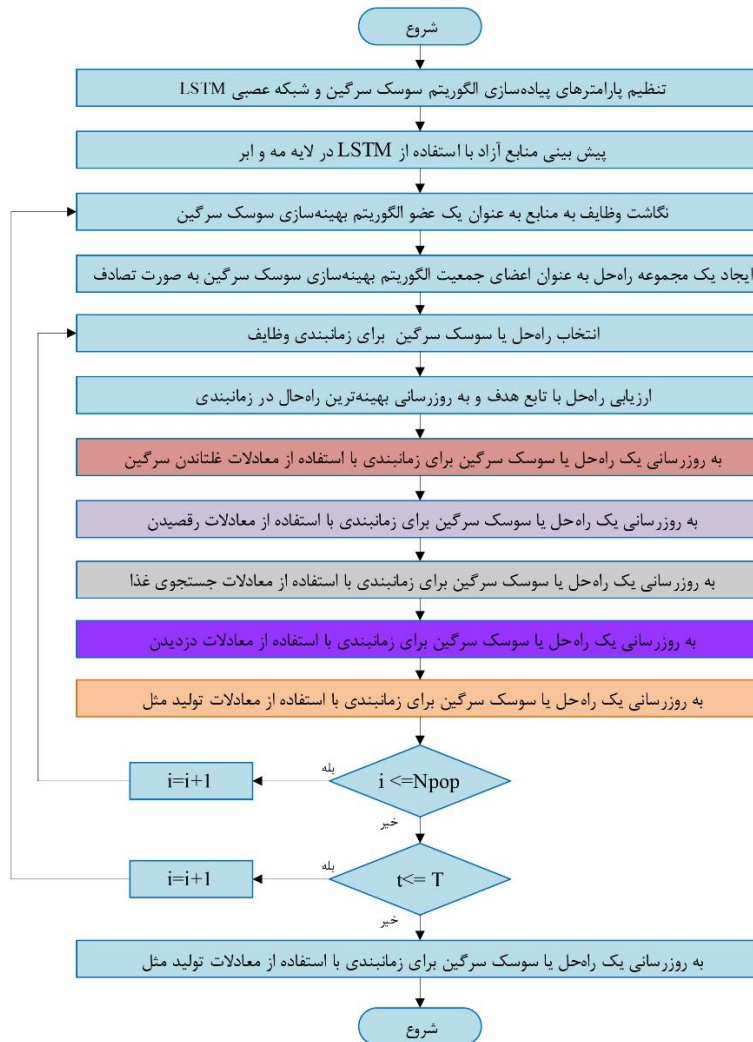 شروع
تنظیم پارامترهای پیاده‌سازی الگوریتم سوسک سرگین و شبکه عصبی LSTM
پیش بینی منابع آزاد با استفاده از LSTM در لایه مه و ابر
نگاشت وظایف به منابع به عنوان یک عضو الگوریتم بهینه‌سازی سوسک سرگین
ایجاد یک مجموعه راه‌حل به عنوان اعضای جمعیت الگوریتم بهینه‌سازی سوسک سرگین به صورت تصادف
انتخاب راه‌حل یا سوسک سرگین برای زمانبندی وظایف
ارزیابی راه‌حل با تابع هدف و به روزرسانی بهینه‌ترین راه‌حال در زمانبندی
به روزرسانی یک راه‌حل یا سوسک سرگین برای زمانبندی با استفاده از معادلات غلتاندن سرگین
به روزرسانی یک راه‌حل یا سوسک سرگین برای زمانبندی با استفاده از معادلات رقصیدن
به روزرسانی یک راه‌حل یا سوسک سرگین برای زمانبندی با استفاده از معادلات جستجوی غذا
به روزرسانی یک راه‌حل یا سوسک سرگین برای زمانبندی با استفاده از معادلات دزدیدن
به روزرسانی یک راه‌حل یا سوسک سرگین برای زمانبندی با استفاده از معادلات تولید مثل
i <=Npop
بله
i=i+1
خیر
t<= T
بله
i=i+1
خیر
به روزرسانی یک راه‌حل یا سوسک سرگین برای زمانبندی با استفاده از معادلات تولید مثل
شروع